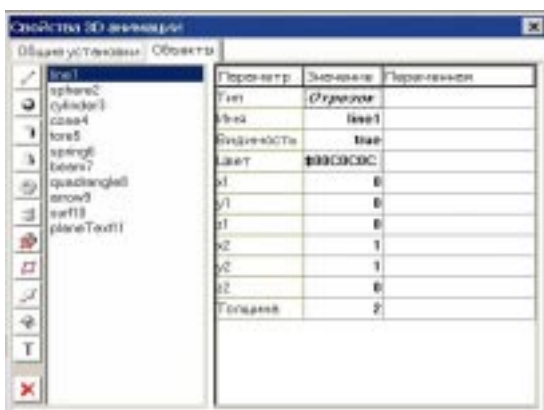 Свойства 3D анимации
Общие установки Объекты
line1
sphere2
cylinder3
cone4
tore5
spring6
beam7
quadrangle8
arrow9
surf10
planeText11
Параметр Значение Переменная
Тип Отрезок
Имя line1
Видимость true
Цвет $00C0C0C
x1 0
y1 0
z1 0
x2 1
y2 1
z2 0
Толщина 2
T